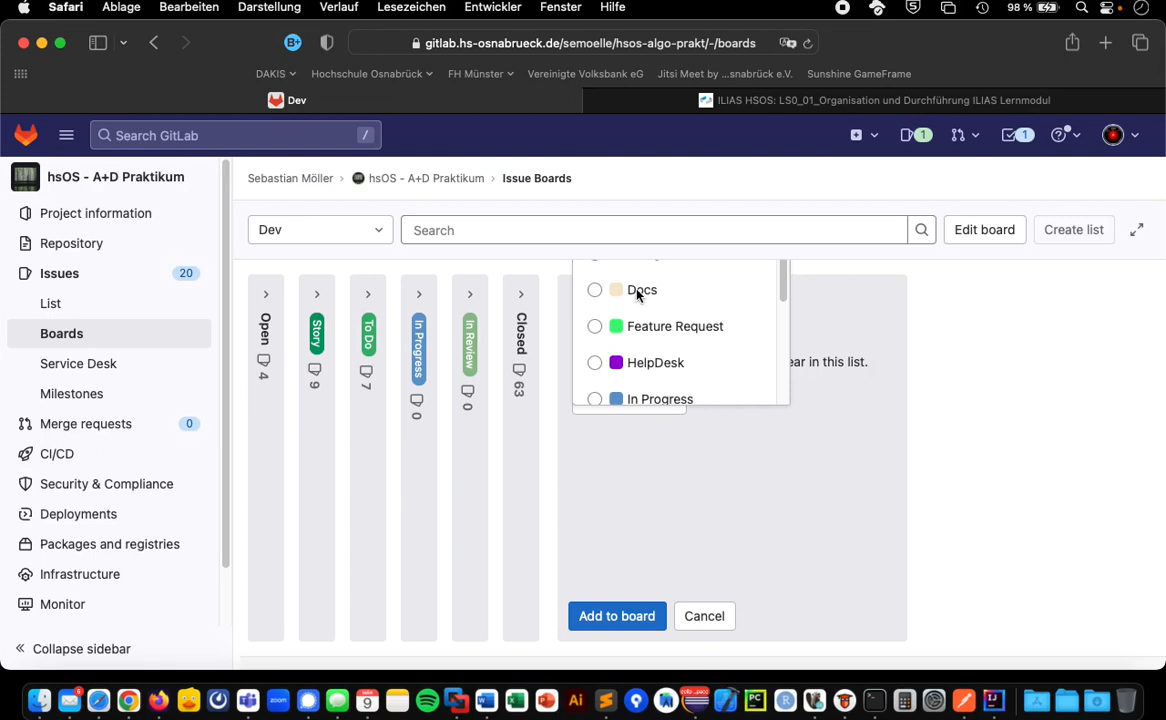 Safari Ablage Bearbeiten Darstellung Verlauf Lesezeichen Entwickler Fenster Hilfe 98 %
gitlab.hs-osnabrueck.de/semoelle/hsos-algo-prakt/-/boards
DAKIS Hochschule Osnabrück FH Münster Vereinigte Volksbank eG Jitsi Meet by ...snabrück e.V. Sunshine GameFrame
Dev ILIAS HSOS: LS0_01_Organisation und Durchführung ILIAS Lernmodul
Search GitLab / 1 1
hsOS - A+D Praktikum
Sebastian Möller › hsOS - A+D Praktikum › Issue Boards
Project information
Dev Search Edit board Create list
Repository
Issues 20
List
Boards
Service Desk
Milestones
Merge requests 0
CI/CD
Security & Compliance
Deployments
Packages and registries
Infrastructure
Monitor
Collapse sidebar
Open 4
Story 9
To Do 7
In Progress 0
In Review 0
Closed 63
Docs
Feature Request
HelpDesk
In Progress
ear in this list.
Add to board Cancel